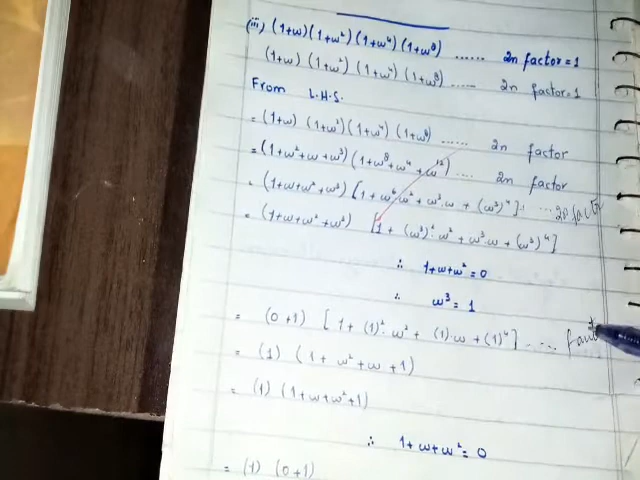 (iii) (1+ω)(1+ω²)(1+ω⁴)(1+ω⁸) ...... 2n factor = 1
(1+ω) (1+ω²) (1+ω⁴) (1+ω⁸) ...... 2n factor = 1
From L.H.S.
= (1+ω) (1+ω²)(1+ω⁴) (1+ω⁸) ...... 2n factor
= (1+ω²+ω+ω³) (1+ω⁸+ω⁴+ω¹²) .... 2n factor
= (1+ω+ω²+ω³) [1+ω⁶ω²+ω³.ω + (ω³)⁴] .... 2n factor
= (1+ω+ω²+ω³) [1 + (ω³)².ω² + ω³.ω + (ω³)⁴]
∴ 1+ω+ω² = 0
∴ ω³ = 1
= (0+1) [1 + (1)².ω² + (1).ω + (1)⁴] .....
= (1) (1+ω²+ω+1)
= (1) (1+ω+ω²+1)
∴ 1+ω+ω² = 0
= (1) (0+1)